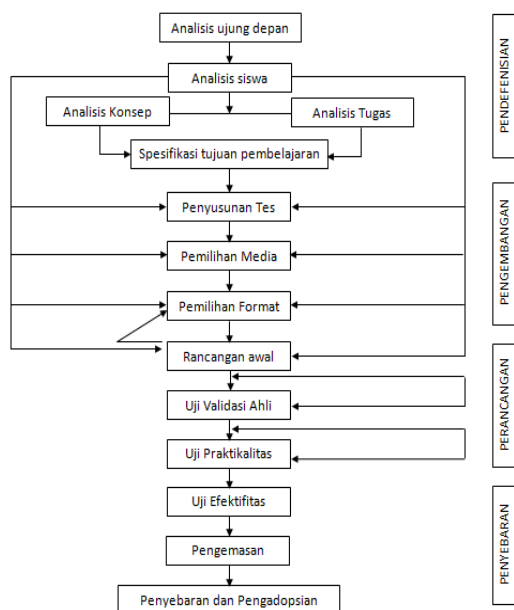 Analisis ujung depan
Analisis siswa
Analisis Konsep
Analisis Tugas
Spesifikasi tujuan pembelajaran
Penyusunan Tes
Pemilihan Media
Pemilihan Format
Rancangan awal
Uji Validasi Ahli
Uji Praktikalitas
Uji Efektifitas
Pengemasan
Penyebaran dan Pengadopsian
PENDEFENISIAN
PENGEMBANGAN
PERANCANGAN
PENYEBARAN